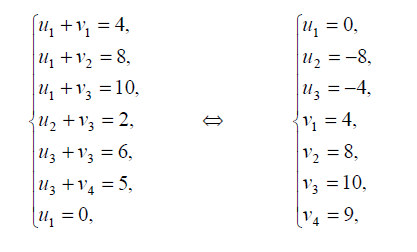 u₁ + v₁ = 4,
u₁ + v₂ = 8,
u₁ + v₃ = 10,
u₂ + v₃ = 2,
u₃ + v₃ = 6,
u₃ + v₄ = 5,
u₁ = 0,
⇔
u₁ = 0,
u₂ = −8,
u₃ = −4,
v₁ = 4,
v₂ = 8,
v₃ = 10,
v₄ = 9,